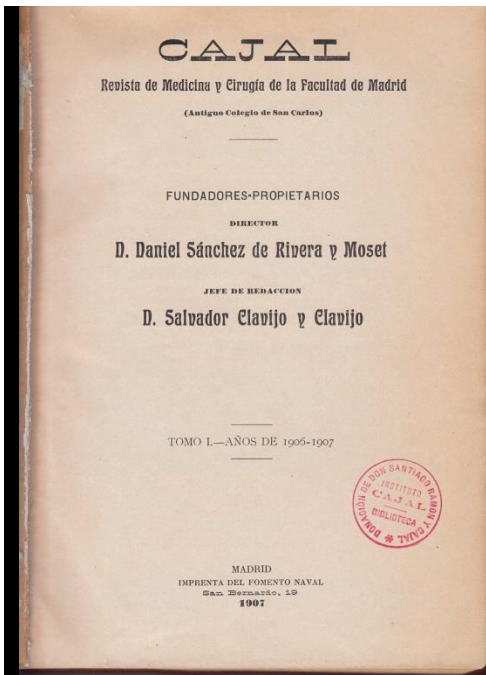 CAJAL
Revista de Medicina y Cirugía de la Facultad de Madrid
(Antiguo Colegio de San Carlos)
FUNDADORES-PROPIETARIOS
DIRECTOR
D. Daniel Sánchez de Rivera y Moset
JEFE DE REDACCION
D. Salvador Clavijo y Clavijo
TOMO I.—AÑOS DE 1906-1907
DONACIÓN DE DON SANTIAGO RAMON Y CAJAL
INSTITUTO
CAJAL
BIBLIOTECA
MADRID
IMPRENTA DEL FOMENTO NAVAL
San Bernardo, 19
1907